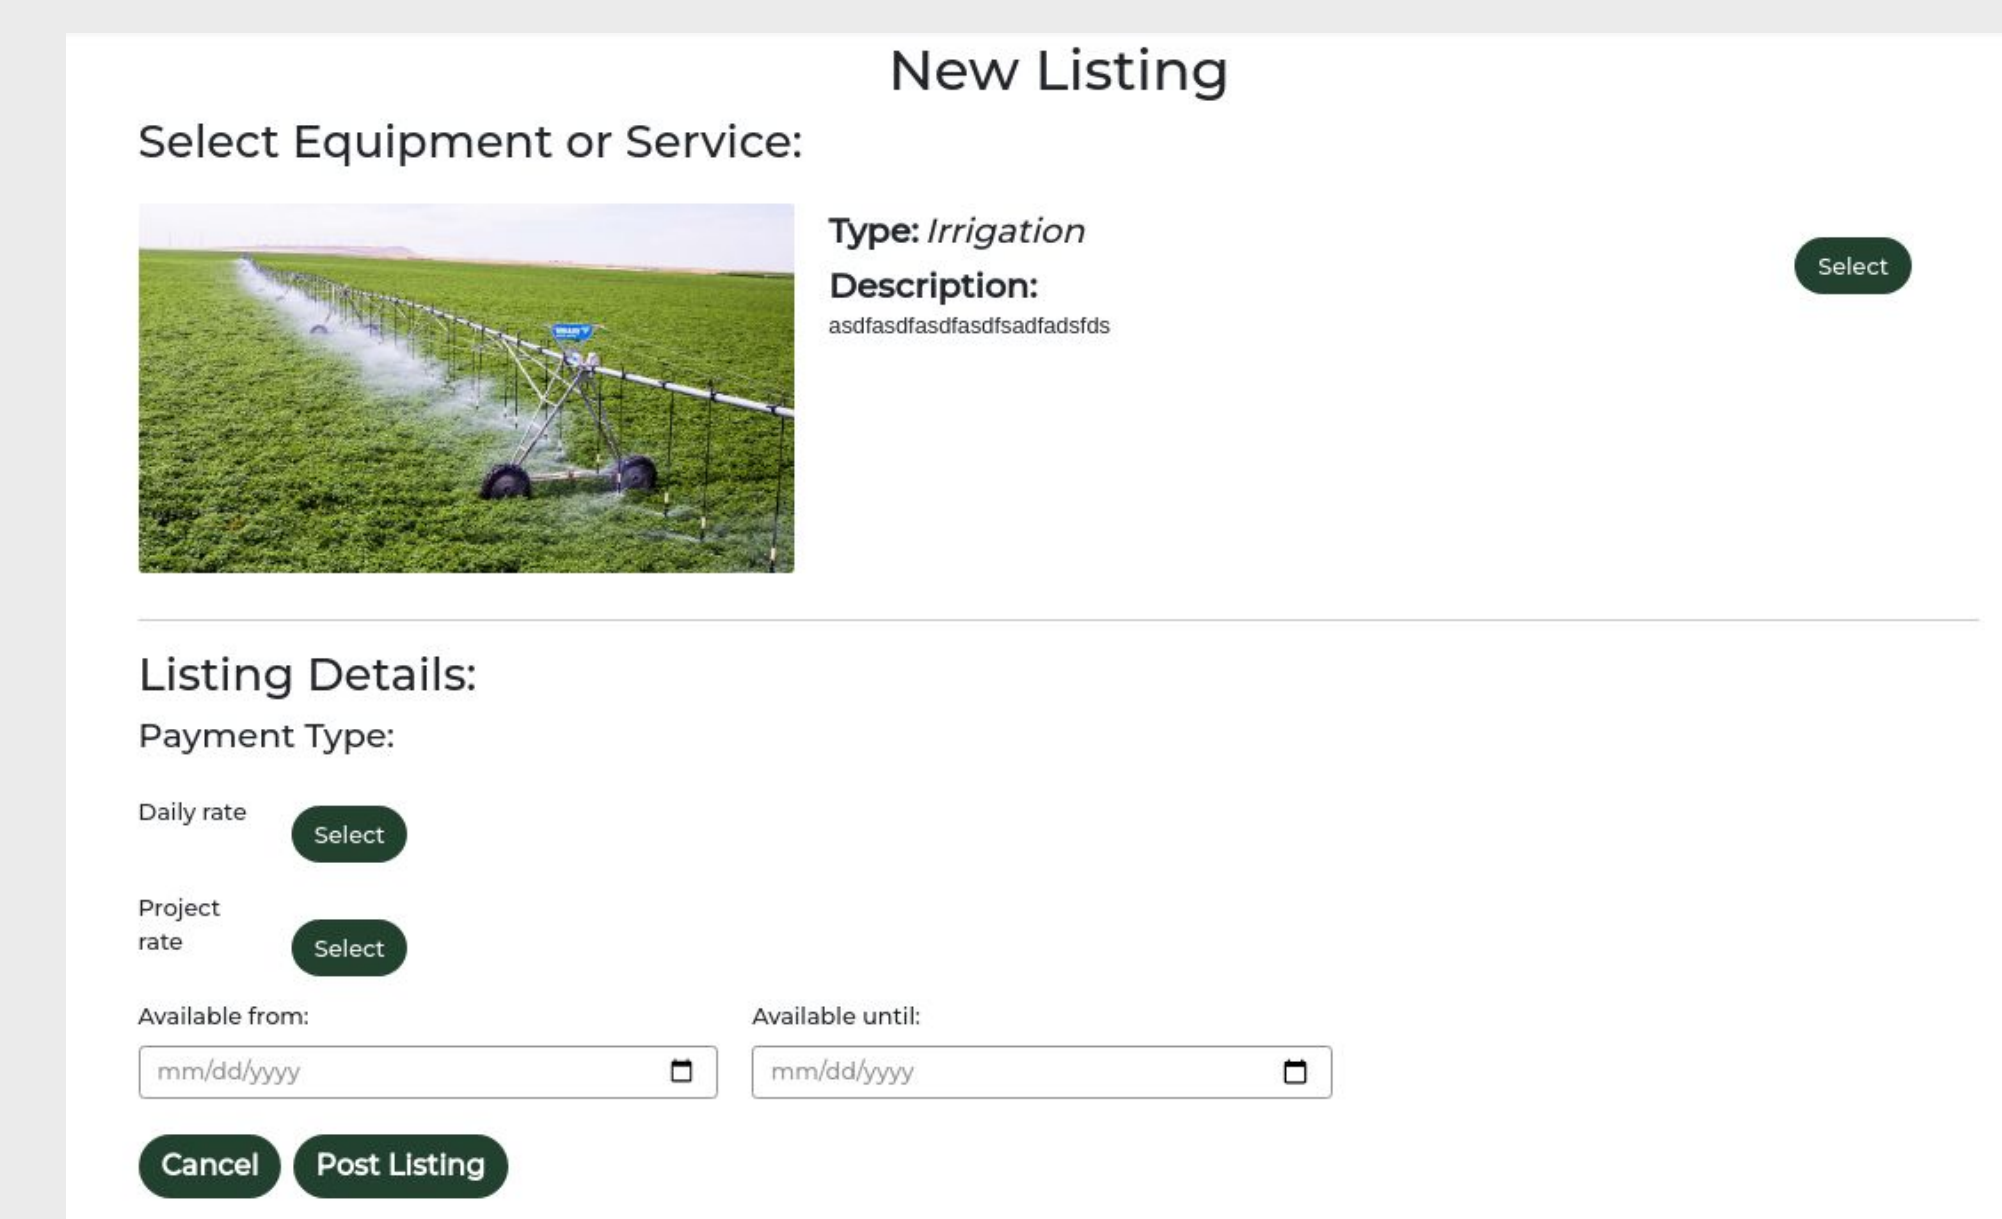 New Listing
Select Equipment or Service:
Type: Irrigation
Select
Description:
asdfasdfasdfasdfsadfadsfds
Listing Details:
Payment Type:
Daily rate
Select
Project
rate
Select
Available from:
Available until:
mm/dd/yyyy
mm/dd/yyyy
Cancel
Post Listing